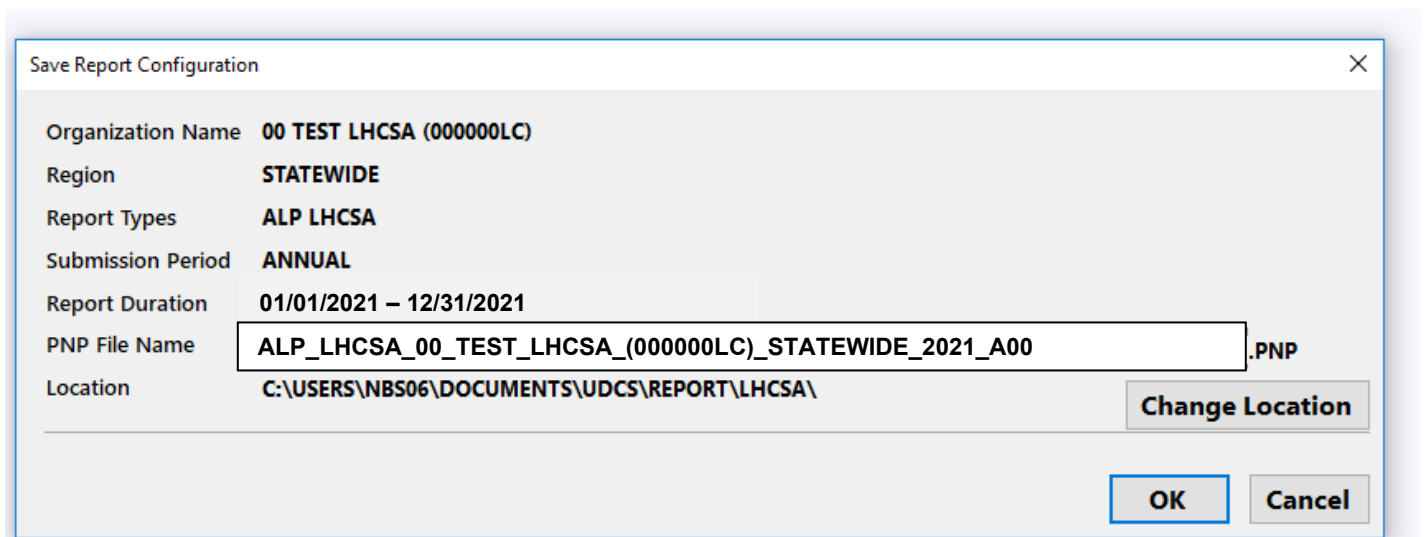 Save Report Configuration
Organization Name 00 TEST LHCSA (000000LC)
Region STATEWIDE
Report Types ALP LHCSA
Submission Period ANNUAL
Report Duration 01/01/2021 – 12/31/2021
PNP File Name ALP_LHCSA_00_TEST_LHCSA_(000000LC)_STATEWIDE_2021_A00 .PNP
Location C:\USERS\NBS06\DOCUMENTS\UDCS\REPORT\LHCSA\
Change Location
OK Cancel